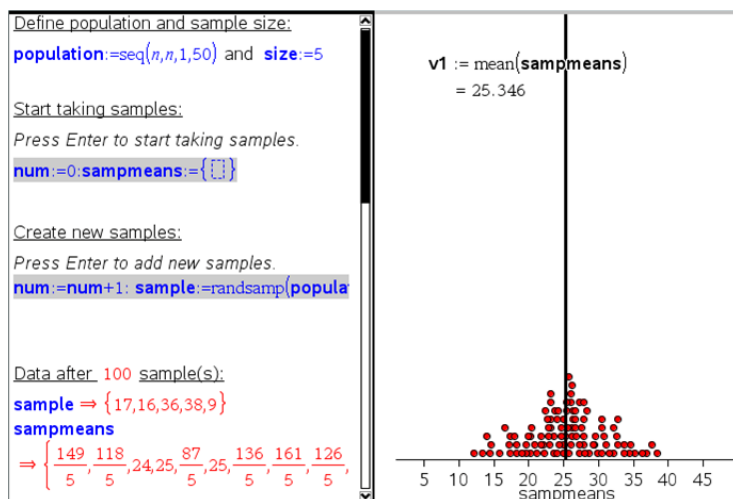 Define population and sample size:
population:=seq(n,n,1,50) and size:=5
Start taking samples:
Press Enter to start taking samples.
num:=0:sampmeans:={}
Create new samples:
Press Enter to add new samples.
num:=num+1: sample:=randsamp(popula
Data after 100 sample(s):
sample ⇒ {17,16,36,38,9}
sampmeans
⇒ {149/5,118/5,24,25,87/5,25,136/5,161/5,126/5,
v1 := mean(sampmeans)
= 25.346
5 10 15 20 25 30 35 40 45
sampmeans